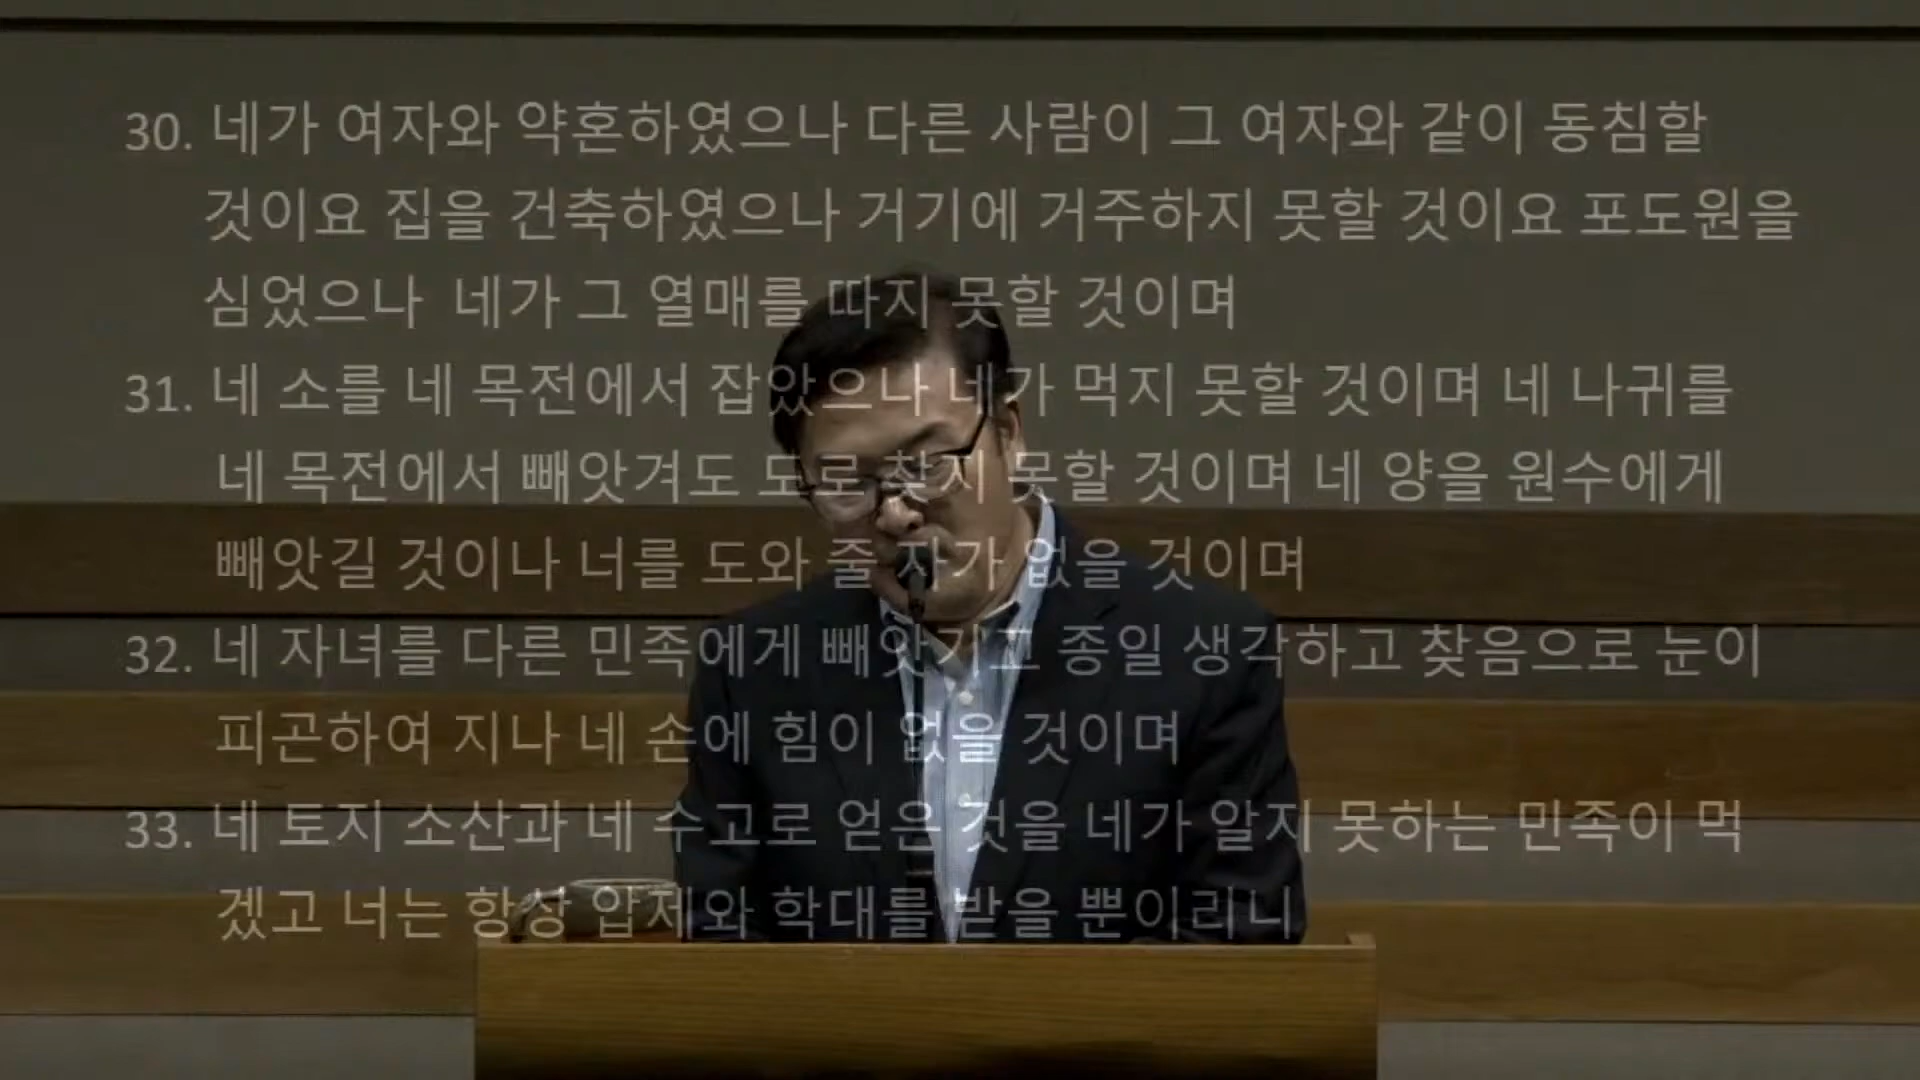 30. 네가 여자와 약혼하였으나 다른 사람이 그 여자와 같이 동침할
것이요 집을 건축하였으나 거기에 거주하지 못할 것이요 포도원을
심었으나 네가 그 열매를 따지 못할 것이며
31. 네 소를 네 목전에서 잡았으나 네가 먹지 못할 것이며 네 나귀를
네 목전에서 빼앗겨도 도로 찾지 못할 것이며 네 양을 원수에게
빼앗길 것이나 너를 도와 줄 자가 없을 것이며
32. 네 자녀를 다른 민족에게 빼앗기고 종일 생각하고 찾음으로 눈이
피곤하여 지나 네 손에 힘이 없을 것이며
33. 네 토지 소산과 네 수고로 얻은 것을 네가 알지 못하는 민족이 먹
겠고 너는 항상 압제와 학대를 받을 뿐이리니